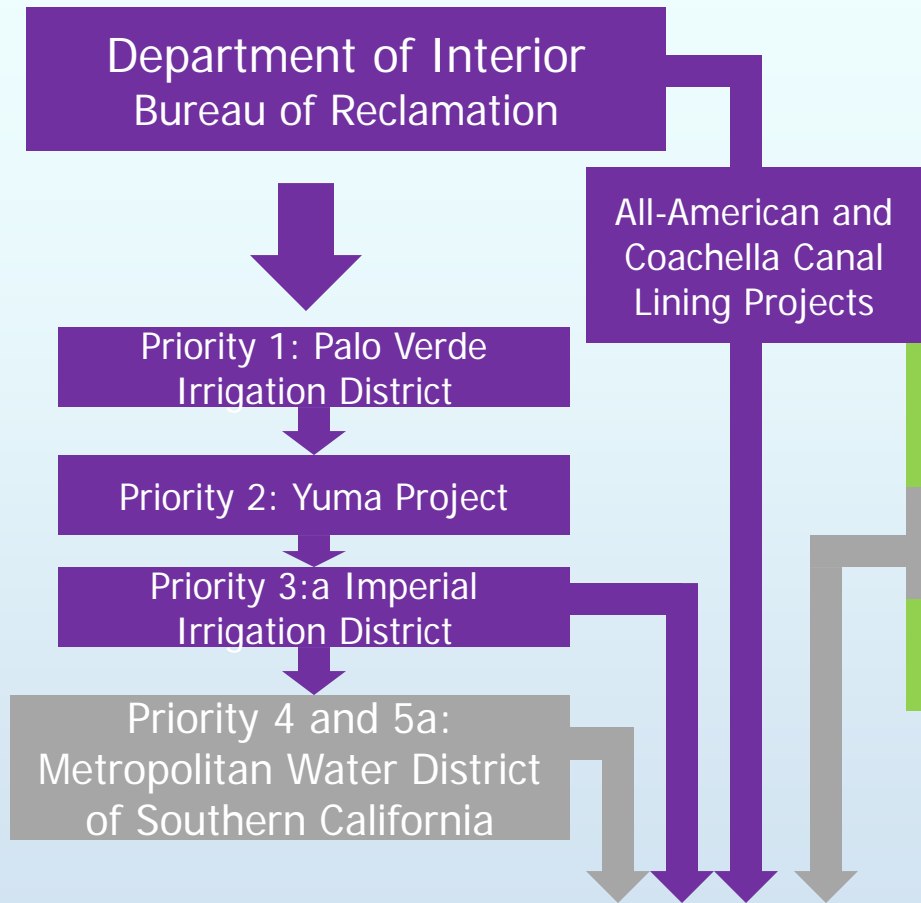 Department of Interior
Bureau of Reclamation
All-American and
Coachella Canal
Lining Projects
Priority 1: Palo Verde
Irrigation District
Priority 2: Yuma Project
Priority 3:a Imperial
Irrigation District
Priority 4 and 5a:
Metropolitan Water District
of Southern California